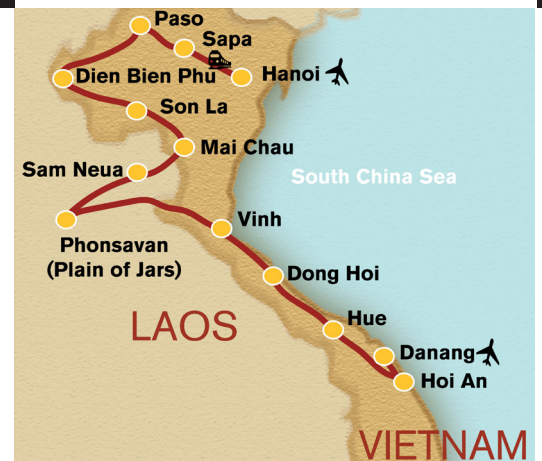 Paso
Sapa
Hanoi
Dien Bien Phu
Son La
Mai Chau
Sam Neua
South China Sea
Vinh
Phonsavan
(Plain of Jars)
Dong Hoi
Hue
LAOS
Danang
Hoi An
VIETNAM